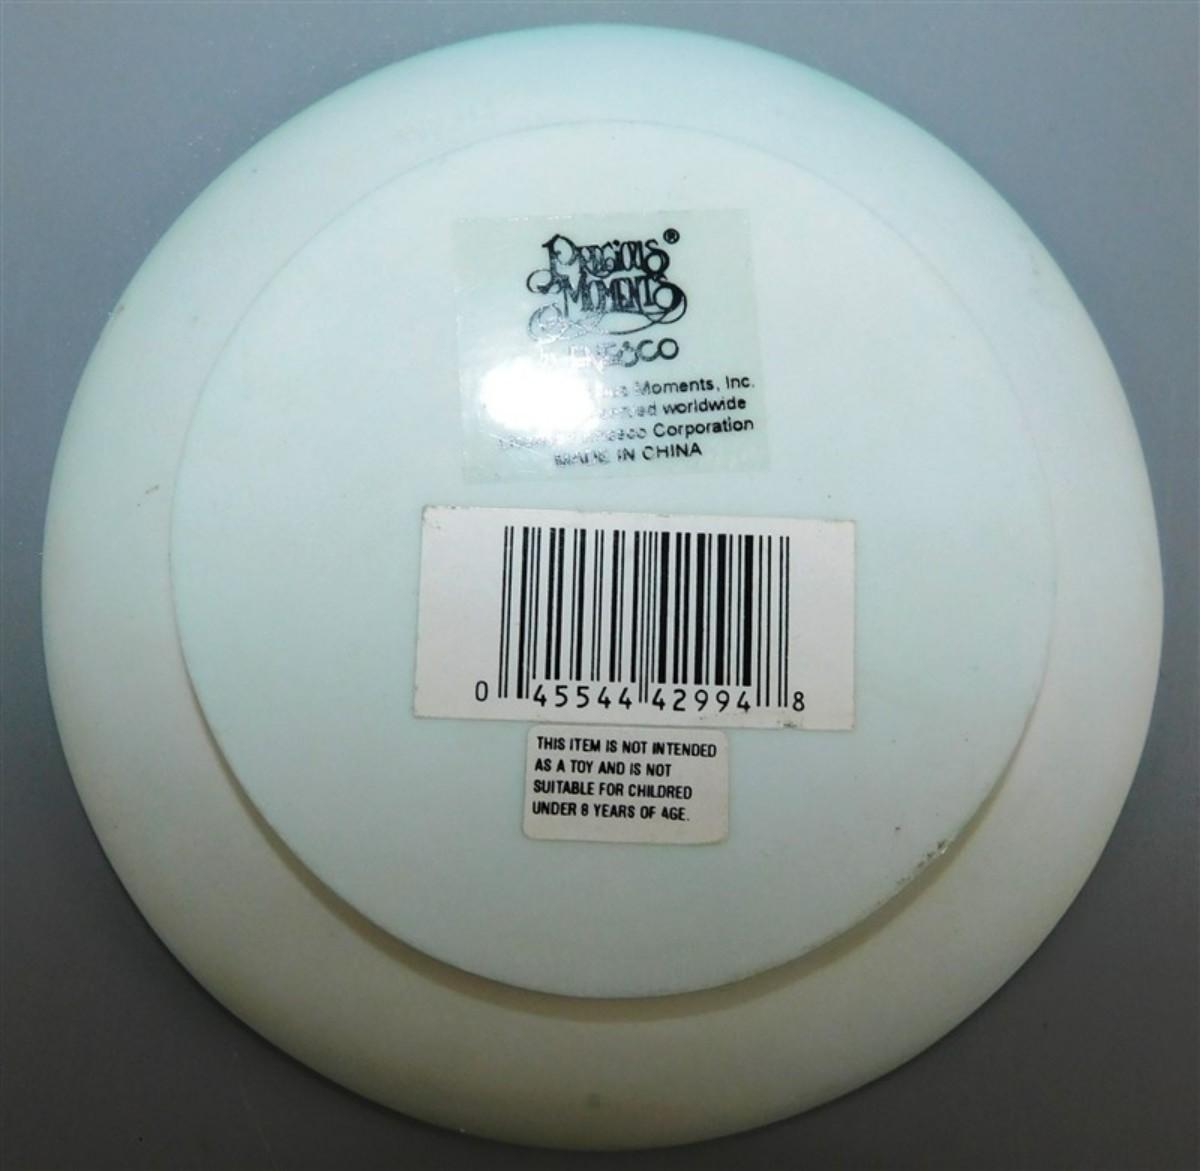 PRECIOUS
MOMENTS®
ENESCO
Moments, Inc.
worldwide
Corporation
MADE IN CHINA
0 45544 42994 8
THIS ITEM IS NOT INTENDED
AS A TOY AND IS NOT
SUITABLE FOR CHILDRED
UNDER 8 YEARS OF AGE.